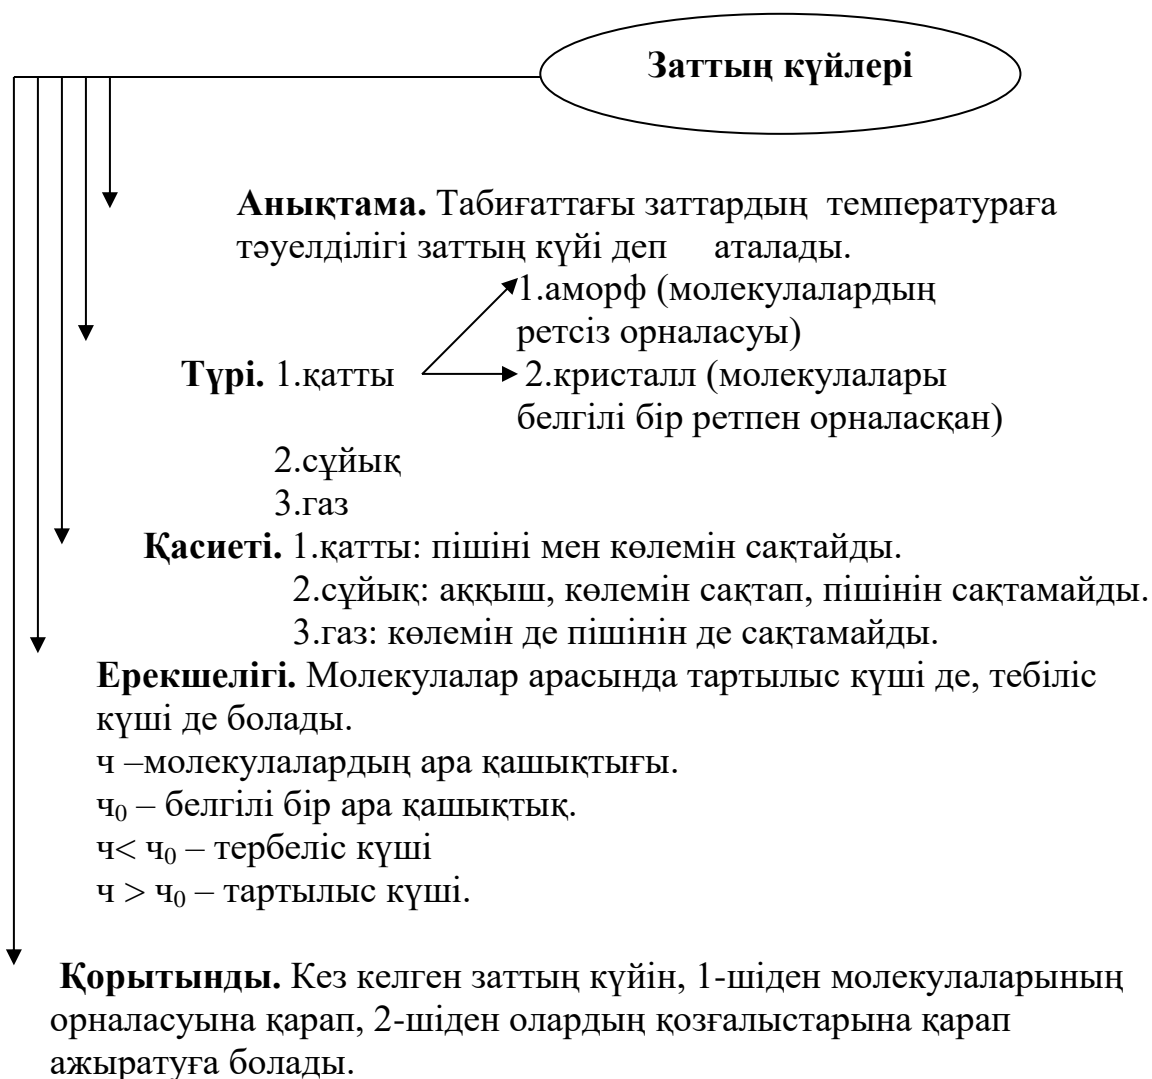 Заттың күйлері
Анықтама. Табиғаттағы заттардың температураға
тәуелділігі заттың күйі деп аталады.
1.аморф (молекулалардың
ретсіз орналасуы)
Түрі. 1.қатты 2.кристалл (молекулалары
белгілі бір ретпен орналасқан)
2.сұйық
3.газ
Қасиеті. 1.қатты: пішіні мен көлемін сақтайды.
2.сұйық: аққыш, көлемін сақтап, пішінін сақтамайды.
3.газ: көлемін де пішінін де сақтамайды.
Ерекшелігі. Молекулалар арасында тартылыс күші де, тебіліс
күші де болады.
ч –молекулалардың ара қашықтығы.
ч₀ – белгілі бір ара қашықтық.
ч< ч₀ – тербеліс күші
ч > ч₀ – тартылыс күші.
Қорытынды. Кез келген заттың күйін, 1-шіден молекулаларының
орналасуына қарап, 2-шіден олардың қозғалыстарына қарап
ажыратуға болады.